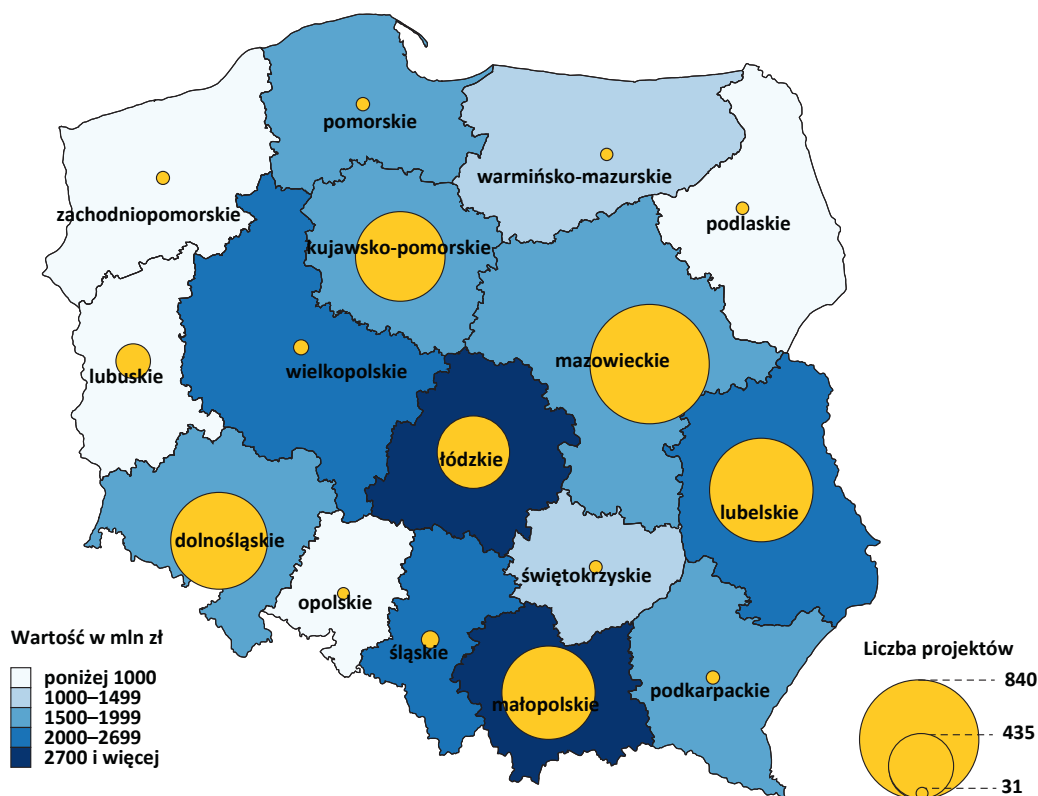 pomorskie
warmińsko-mazurskie
zachodniopomorskie
podlaskie
kujawsko-pomorskie
mazowieckie
lubuskie
wielkopolskie
łódzkie
lubelskie
dolnośląskie
świętokrzyskie
opolskie
śląskie
podkarpackie
małopolskie
Wartość w mln zł
poniżej 1000
1000–1499
1500–1999
2000–2699
2700 i więcej
Liczba projektów
840
435
31